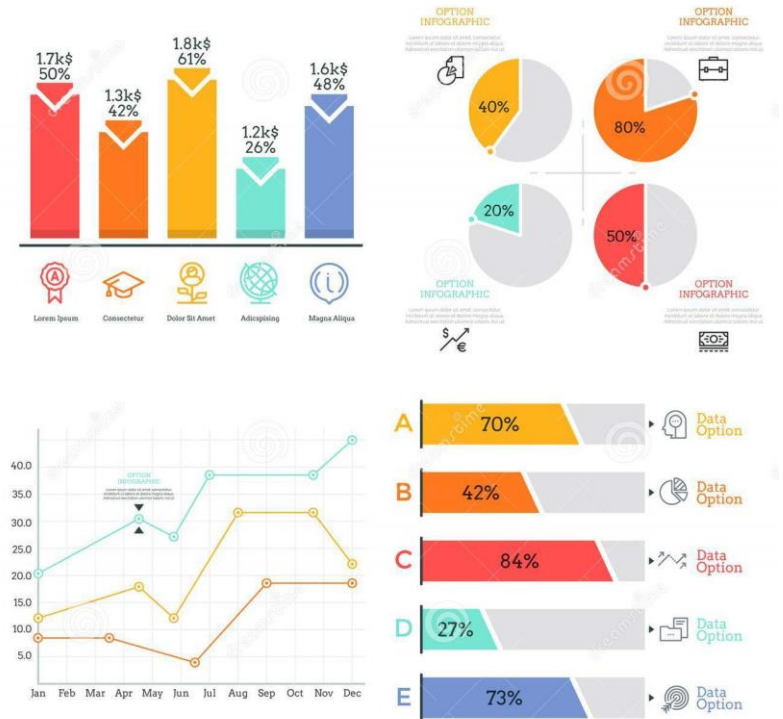 1.7k$
50%
1.3k$
42%
1.8k$
61%
1.2k$
26%
1.6k$
48%
A
i
Lorem Ipsum
Consectetur
Dolor Sit Amet
Adicspising
Magna Aliqua
OPTION
INFOGRAPHIC
OPTION
INFOGRAPHIC
40%
80%
20%
50%
OPTION
INFOGRAPHIC
OPTION
INFOGRAPHIC
$
€
40.0
35.0
30.0
25.0
20.0
15.0
10.0
5.0
OPTION
INFOGRAPHIC
Jan Feb Mar Apr May Jun Jul Aug Sep Oct Nov Dec
A 70% Data
Option
B 42% Data
Option
C 84% Data
Option
D 27% Data
Option
E 73% Data
Option
dreamstime